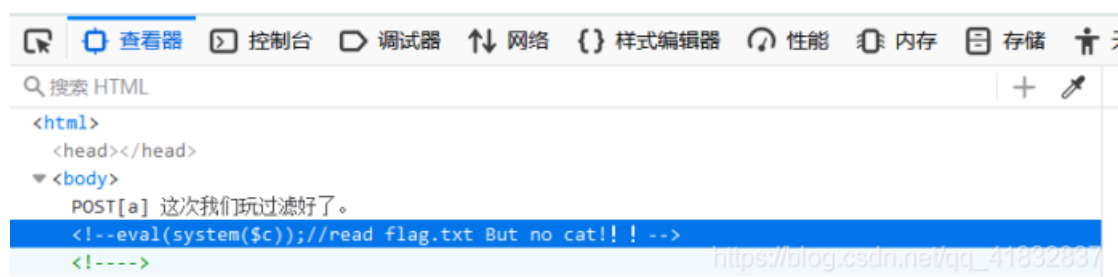 查看器 控制台 调试器 网络 样式编辑器 性能 内存 存储
搜索 HTML
<html>
<head></head>
<body>
POST[a] 这次我们玩过滤好了。
<!--eval(system($c));//read flag.txt But no cat!！！-->
<!---->
https://blog.csdn.net/qq_41832837